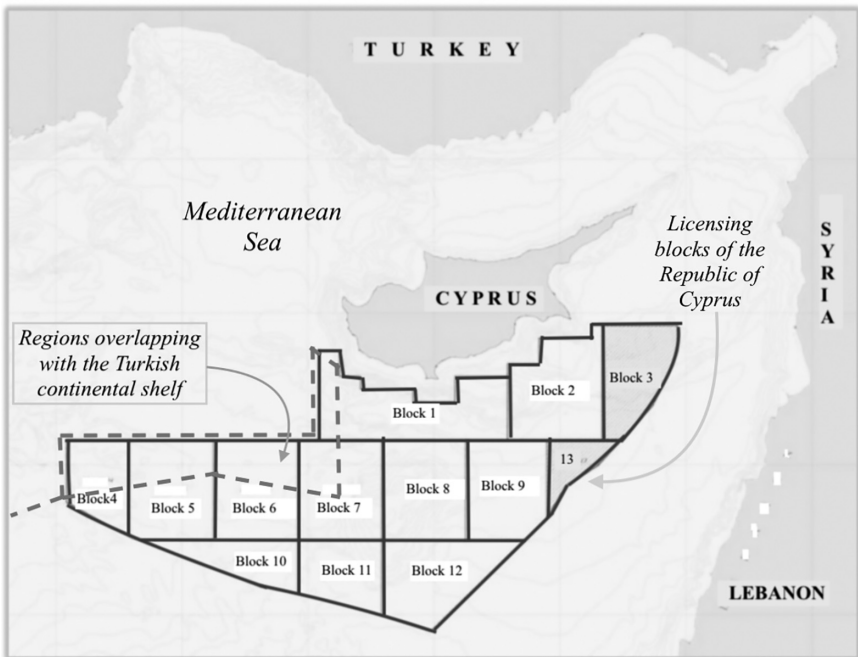 TURKEY
Mediterranean
Sea
Licensing
blocks of the
Republic of
Cyprus
SYRIA
CYPRUS
Regions overlapping
with the Turkish
continental shelf
Block 3
Block 2
Block 1
13
Block4
Block 5
Block 6
Block 7
Block 8
Block 9
Block 10
Block 11
Block 12
LEBANON